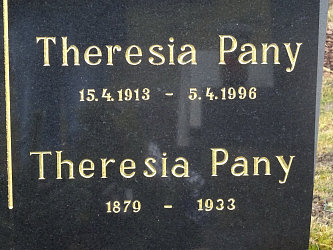 Theresia Pany
15.4.1913 - 5.4.1996
Theresia Pany
1879 - 1933